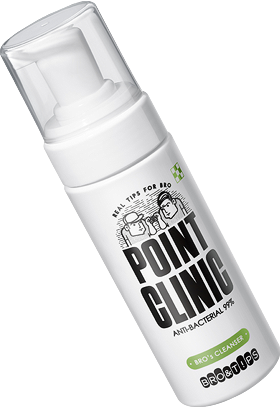 REAL TIPS FOR BRO
POINT
CLINIC
ANTI-BACTERIAL 99%
BRO's CLEANSER
BRO&TIPS